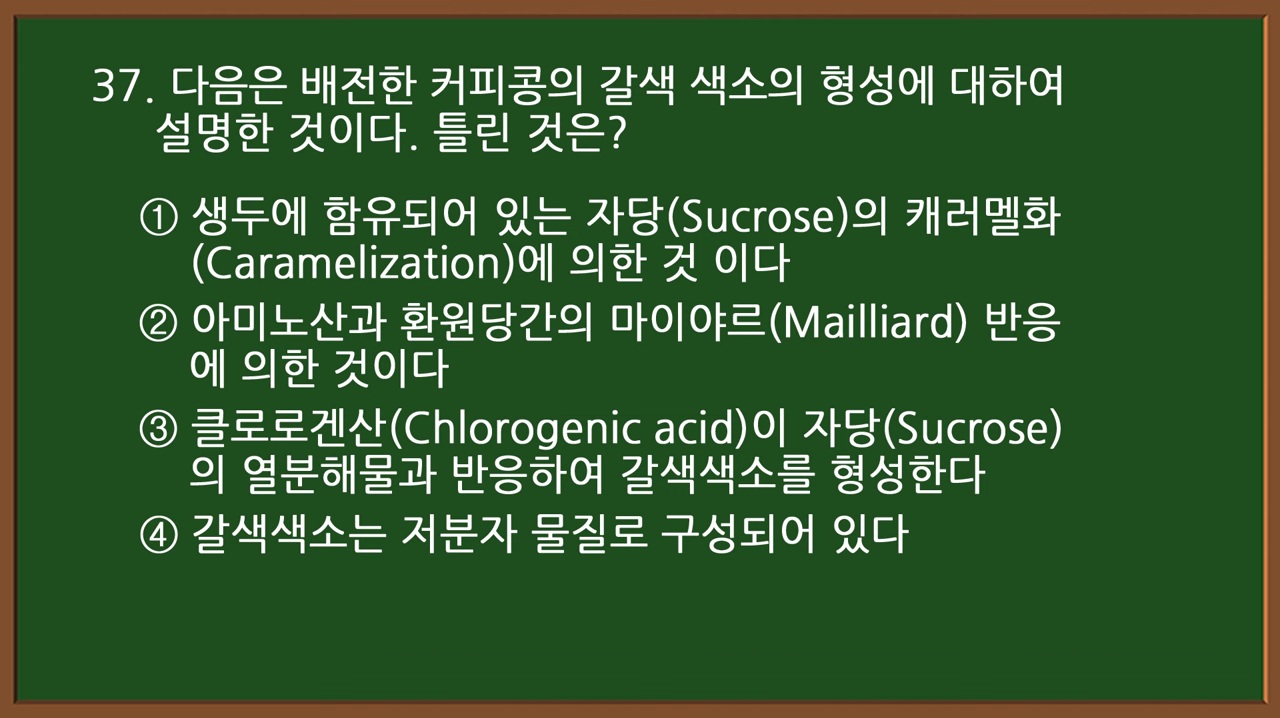 37. 다음은 배전한 커피콩의 갈색 색소의 형성에 대하여
설명한 것이다. 틀린 것은?
① 생두에 함유되어 있는 자당(Sucrose)의 캐러멜화
(Caramelization)에 의한 것 이다
② 아미노산과 환원당간의 마이야르(Mailliard) 반응
에 의한 것이다
③ 클로로겐산(Chlorogenic acid)이 자당(Sucrose)
의 열분해물과 반응하여 갈색색소를 형성한다
④ 갈색색소는 저분자 물질로 구성되어 있다